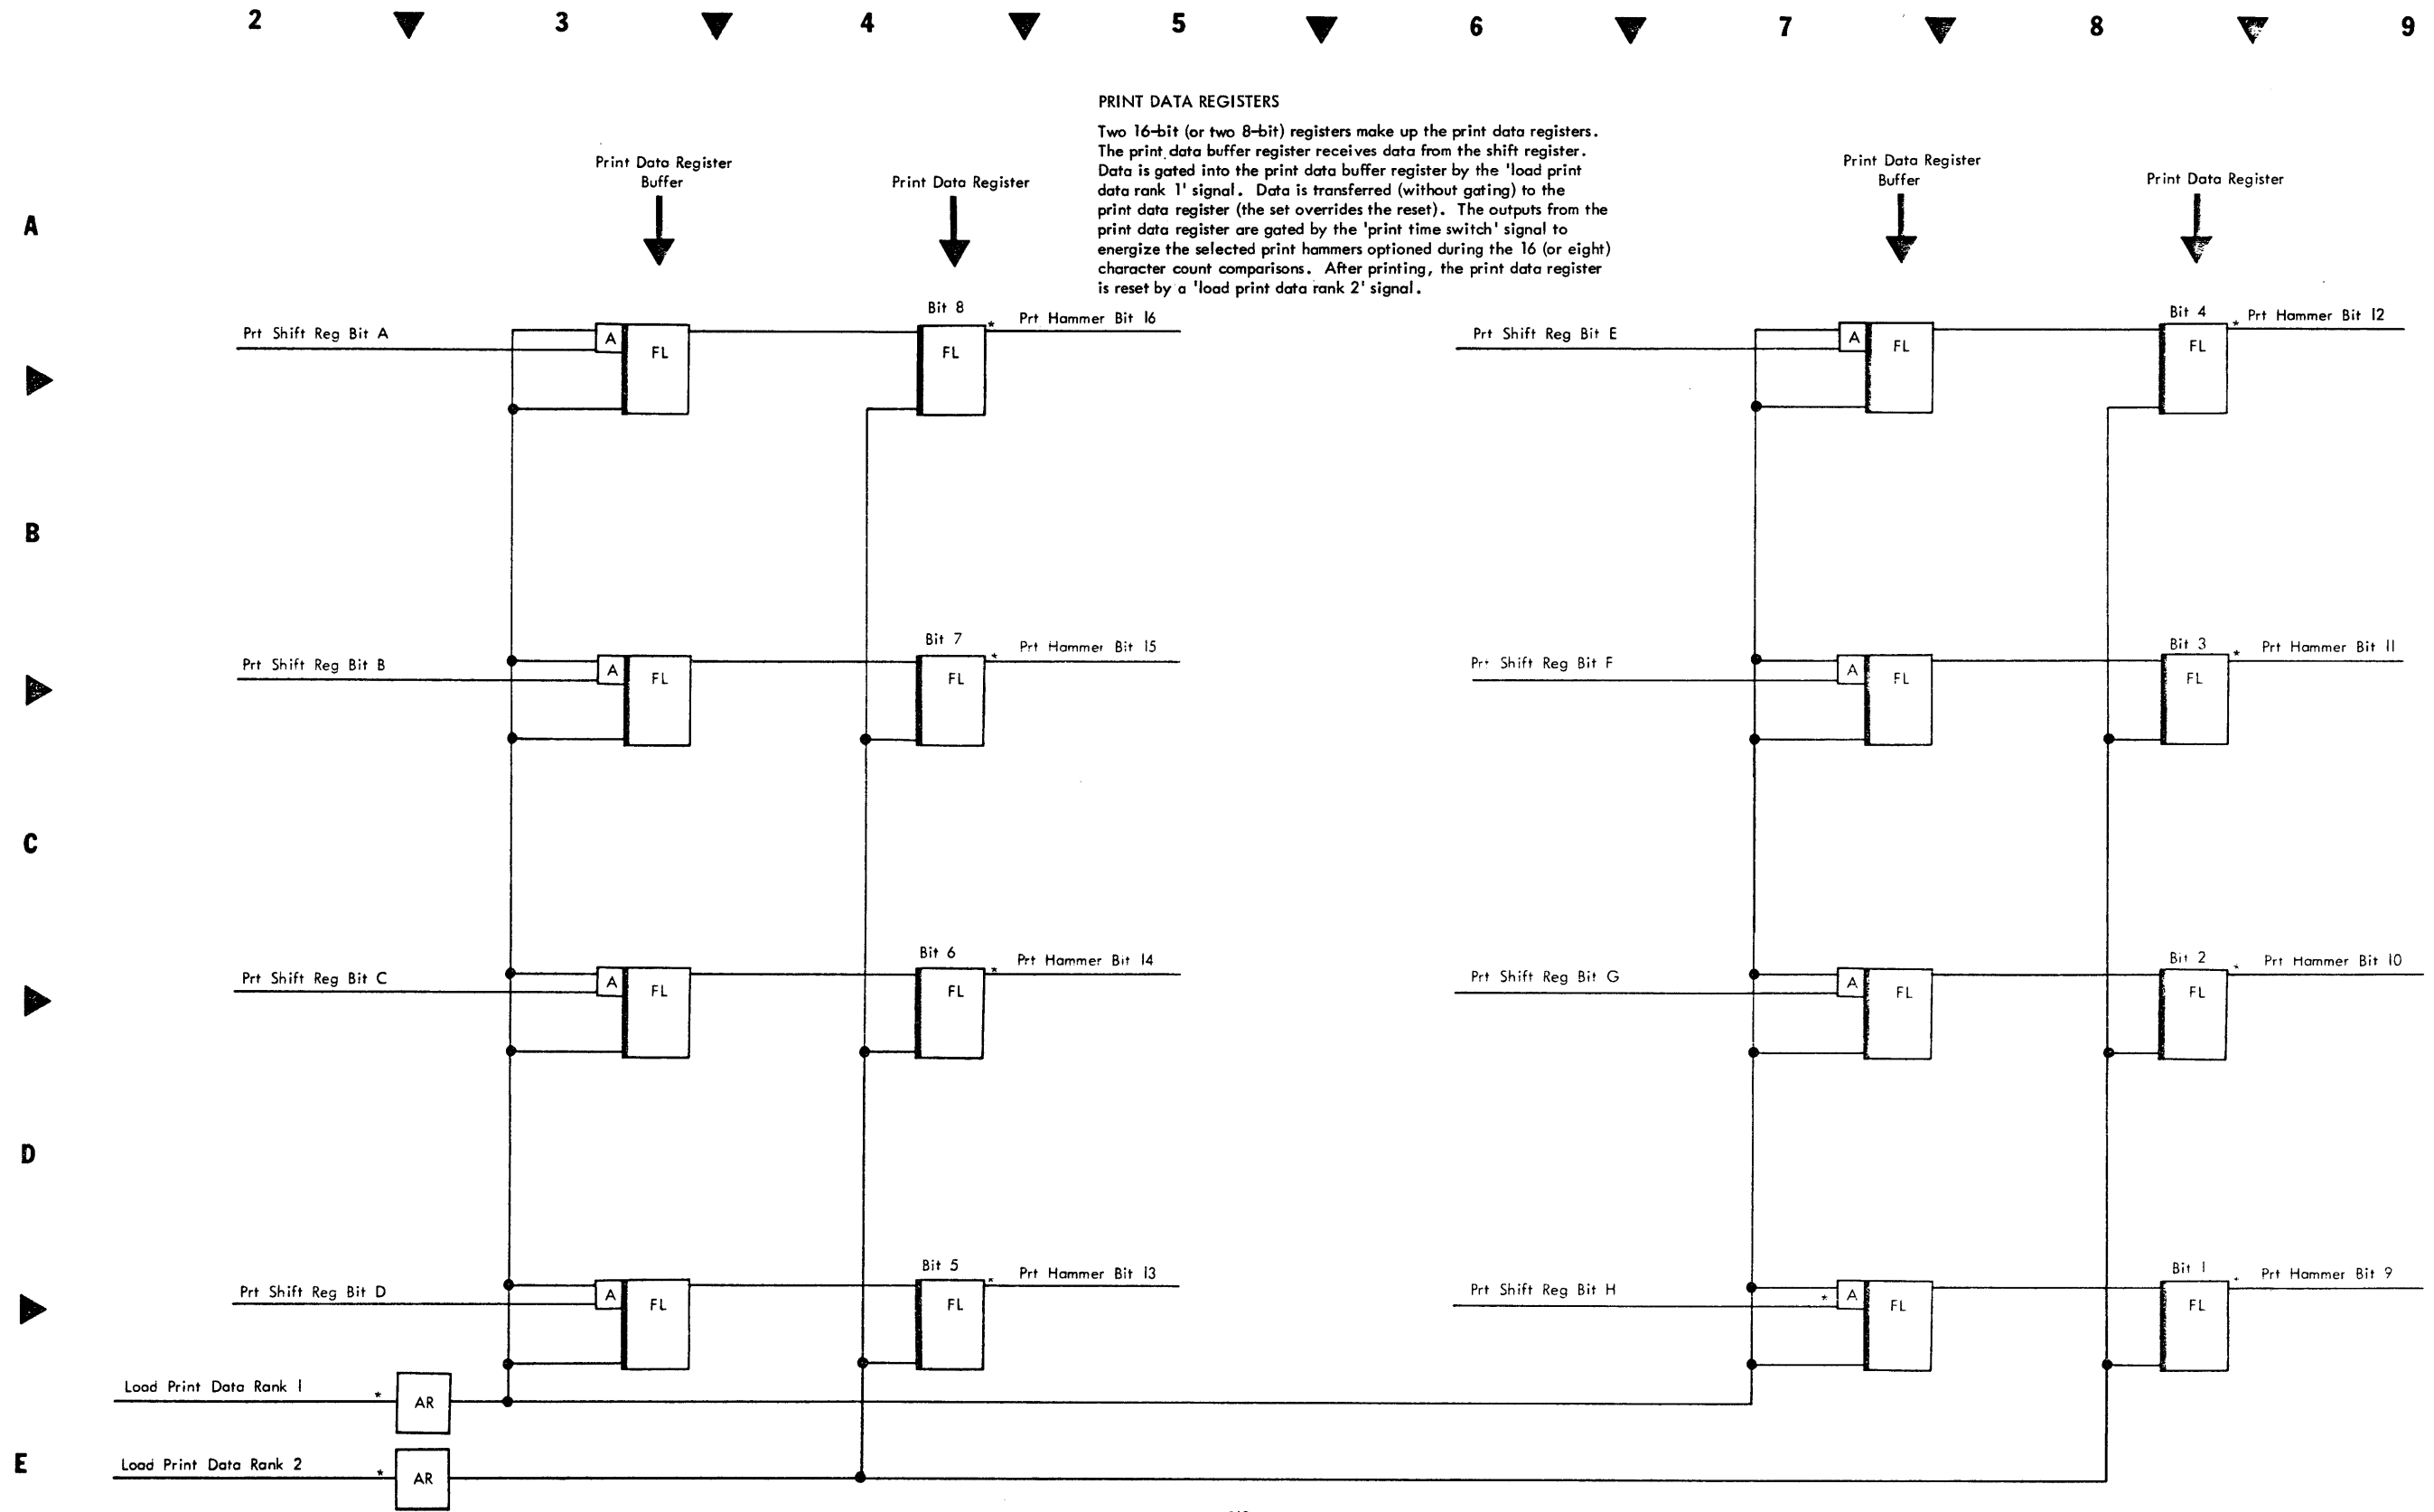 2 3 4 5 6 7 8 9
PRINT DATA REGISTERS
Two 16-bit (or two 8-bit) registers make up the print data registers.
The print data buffer register receives data from the shift register.
Data is gated into the print data buffer register by the 'load print
data rank 1' signal. Data is transferred (without gating) to the
print data register (the set overrides the reset). The outputs from the
print data register are gated by the 'print time switch' signal to
energize the selected print hammers optioned during the 16 (or eight)
character count comparisons. After printing, the print data register
is reset by a 'load print data rank 2' signal.
Print Data Register
Buffer
Print Data Register
Print Data Register
Buffer
Print Data Register
A
Prt Shift Reg Bit A
A
FL
Bit 8
FL
* Prt Hammer Bit 16
Prt Shift Reg Bit E
A
FL
Bit 4
FL
* Prt Hammer Bit 12
B
Prt Shift Reg Bit B
A
FL
Bit 7
FL
* Prt Hammer Bit 15
Prt Shift Reg Bit F
A
FL
Bit 3
FL
* Prt Hammer Bit 11
C
Prt Shift Reg Bit C
A
FL
Bit 6
FL
* Prt Hammer Bit 14
Prt Shift Reg Bit G
A
FL
Bit 2
FL
* Prt Hammer Bit 10
D
Prt Shift Reg Bit D
A
FL
Bit 5
FL
* Prt Hammer Bit 13
Prt Shift Reg Bit H
* A
FL
Bit 1
FL
* Prt Hammer Bit 9
Load Print Data Rank 1 *
AR
E
Load Print Data Rank 2 *
AR